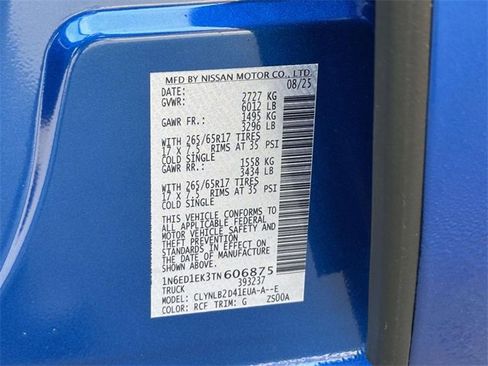 MFD BY NISSAN MOTOR CO., LTD.
DATE: 08/25
GVWR: 2727 KG
6012 LB
GAWR FR.: 1495 KG
3296 LB
WITH 265/65R17 TIRES
17 X 7.5 RIMS AT 35 PSI
COLD SINGLE
GAWR RR.: 1558 KG
3434 LB
WITH 265/65R17 TIRES
17 X 7.5 RIMS AT 35 PSI
COLD SINGLE
THIS VEHICLE CONFORMS TO
ALL APPLICABLE FEDERAL
MOTOR VEHICLE SAFETY AND
THEFT PREVENTION
STANDARDS IN EFFECT ON
THE DATE OF MANUFACTURE
SHOWN ABOVE.
1N6ED1EK3TN606875
TRUCK 393237
MODEL: CLYNLB2D41EUA-A--E
COLOR: RCF TRIM: G ZS00A